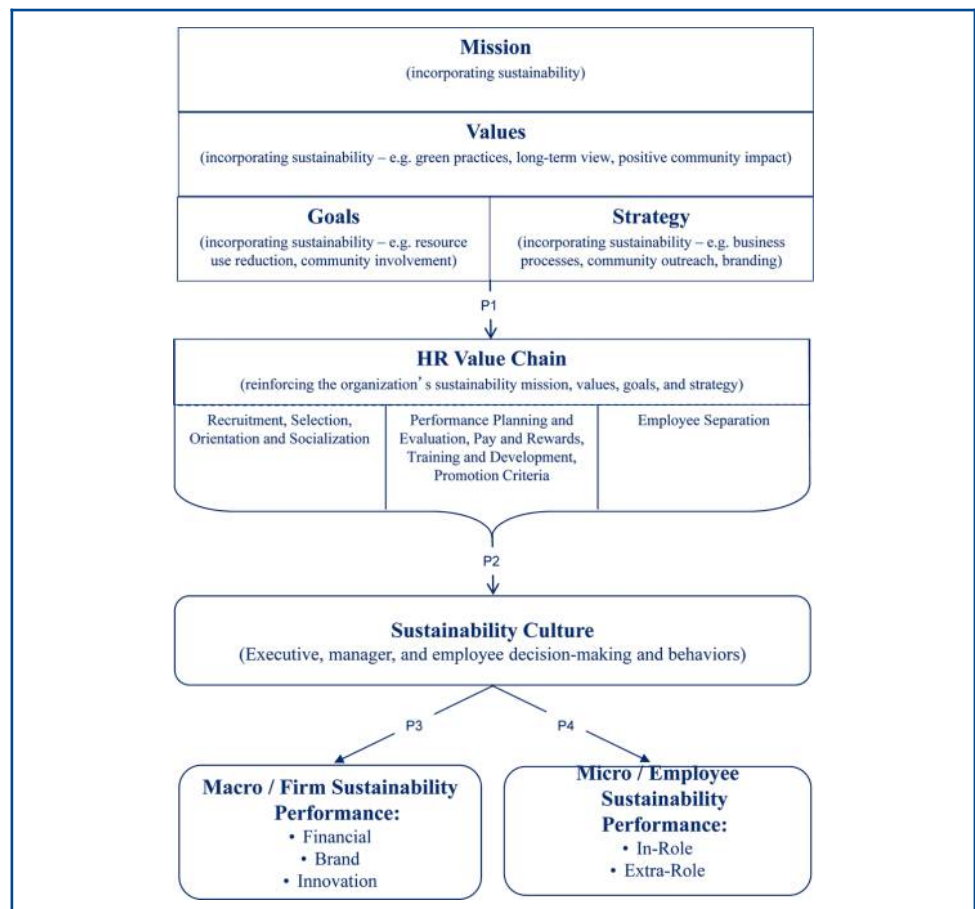 Mission
(incorporating sustainability)
Values
(incorporating sustainability – e.g. green practices, long-term view, positive community impact)
Goals
(incorporating sustainability – e.g. resource
use reduction, community involvement)
Strategy
(incorporating sustainability – e.g. business
processes, community outreach, branding)
P1
HR Value Chain
(reinforcing the organization's sustainability mission, values, goals, and strategy)
Recruitment, Selection,
Orientation and Socialization
Performance Planning and
Evaluation, Pay and Rewards,
Training and Development,
Promotion Criteria
Employee Separation
P2
Sustainability Culture
(Executive, manager, and employee decision-making and behaviors)
P3
P4
Macro / Firm Sustainability
Performance:
• Financial
• Brand
• Innovation
Micro / Employee
Sustainability
Performance:
• In-Role
• Extra-Role